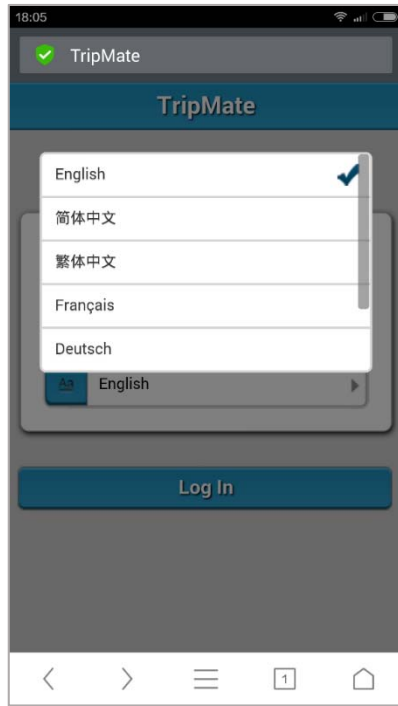 18:05
TripMate
TripMate
English
简体中文
繁体中文
Français
Deutsch
Aa English
Log In
1